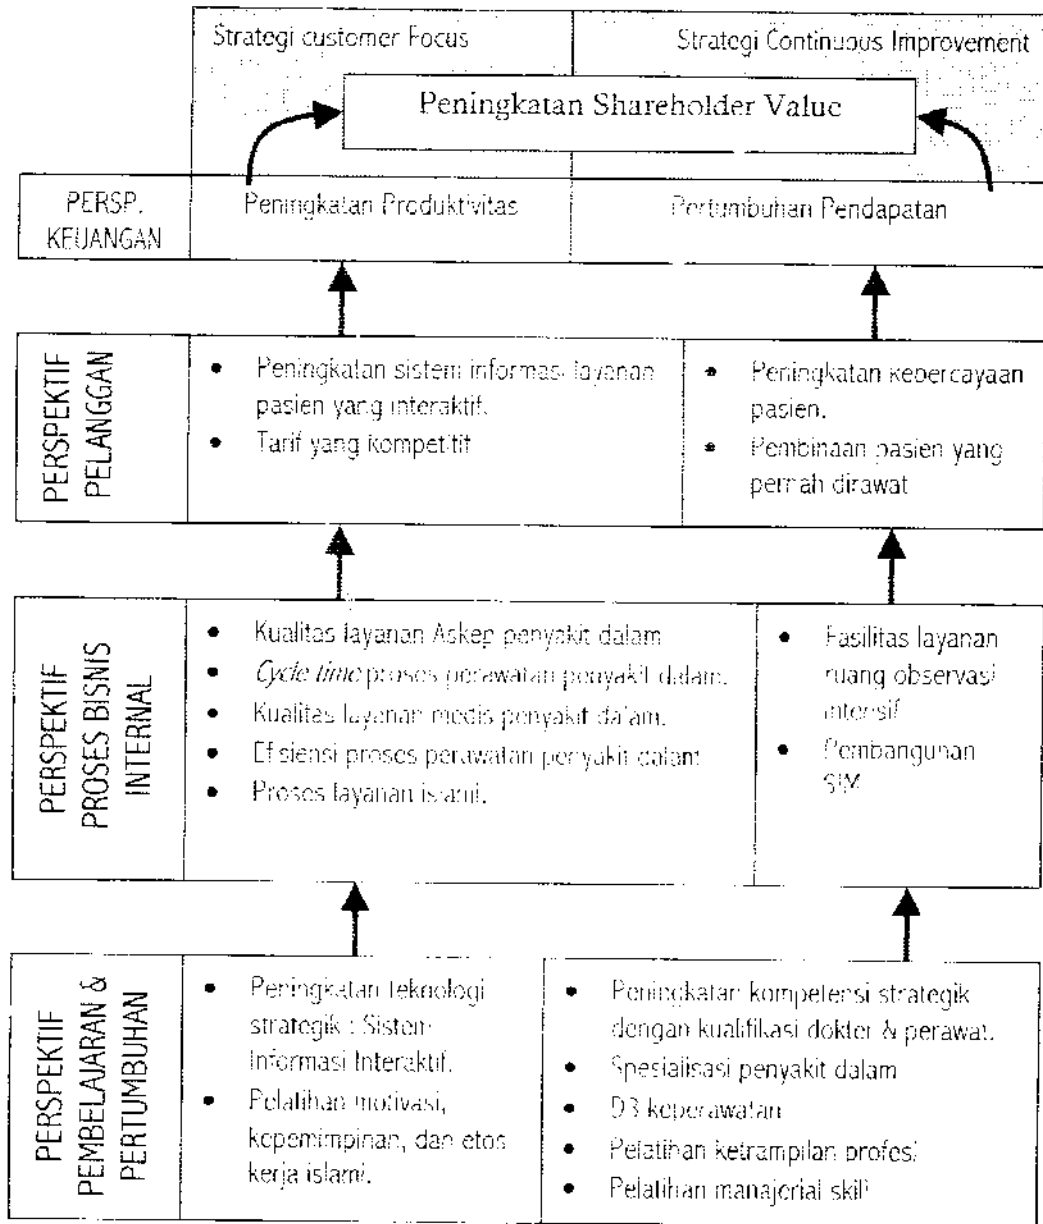 Strategi customer Focus
Strategi Continuous Improvement
Peningkatan Shareholder Value
PERSP.
KEUANGAN
Peningkatan Produktivitas
Pertumbuhan Pendapatan
PERSPEKTIF
PELANGGAN
• Peningkatan sistem informasi layanan
pasien yang interaktif.
• Tarif yang kompetitif
• Peningkatan kepercayaan
pasien.
• Pembinaan pasien yang
pernah dirawat
PERSPEKTIF
PROSES BISNIS
INTERNAL
• Kualitas layanan Askep penyakit dalam
• Cycle time proses perawatan penyakit dalam.
• Kualitas layanan medis penyakit dalam.
• Efisiensi proses perawatan penyakit dalam
• Proses layanan islami.
• Fasilitas layanan
ruang observasi
intensif
• Pembangunan
SIM
PERSPEKTIF
PEMBELAJARAN &
PERTUMBUHAN
• Peningkatan teknologi
strategik : Sistem
Informasi Interaktif.
• Pelatihan motivasi,
kepemimpinan, dan etos
kerja islami.
• Peningkatan kompetensi strategik
dengan kualifikasi dokter & perawat.
• Spesialisasi penyakit dalam
• D3 keperawatan
• Pelatihan ketrampilan profesi
• Pelatihan manajerial skill